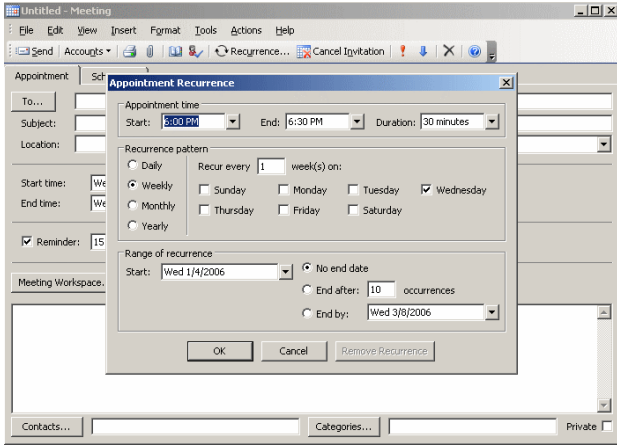 Untitled - Meeting
File Edit View Insert Format Tools Actions Help
Send Accounts Recurrence... Cancel Invitation
Appointment
Appointment Recurrence
To...
Subject:
Location:
Start time:
End time:
Reminder: 15
Meeting Workspace.
Appointment time
Start: 6:00 PM End: 6:30 PM Duration: 30 minutes
Recurrence pattern
Daily Recur every 1 week(s) on:
Weekly Sunday Monday Tuesday Wednesday
Monthly Thursday Friday Saturday
Yearly
Range of recurrence
Start: Wed 1/4/2006 No end date
End after: 10 occurrences
End by: Wed 3/8/2006
OK Cancel Remove Recurrence
Contacts... Categories... Private